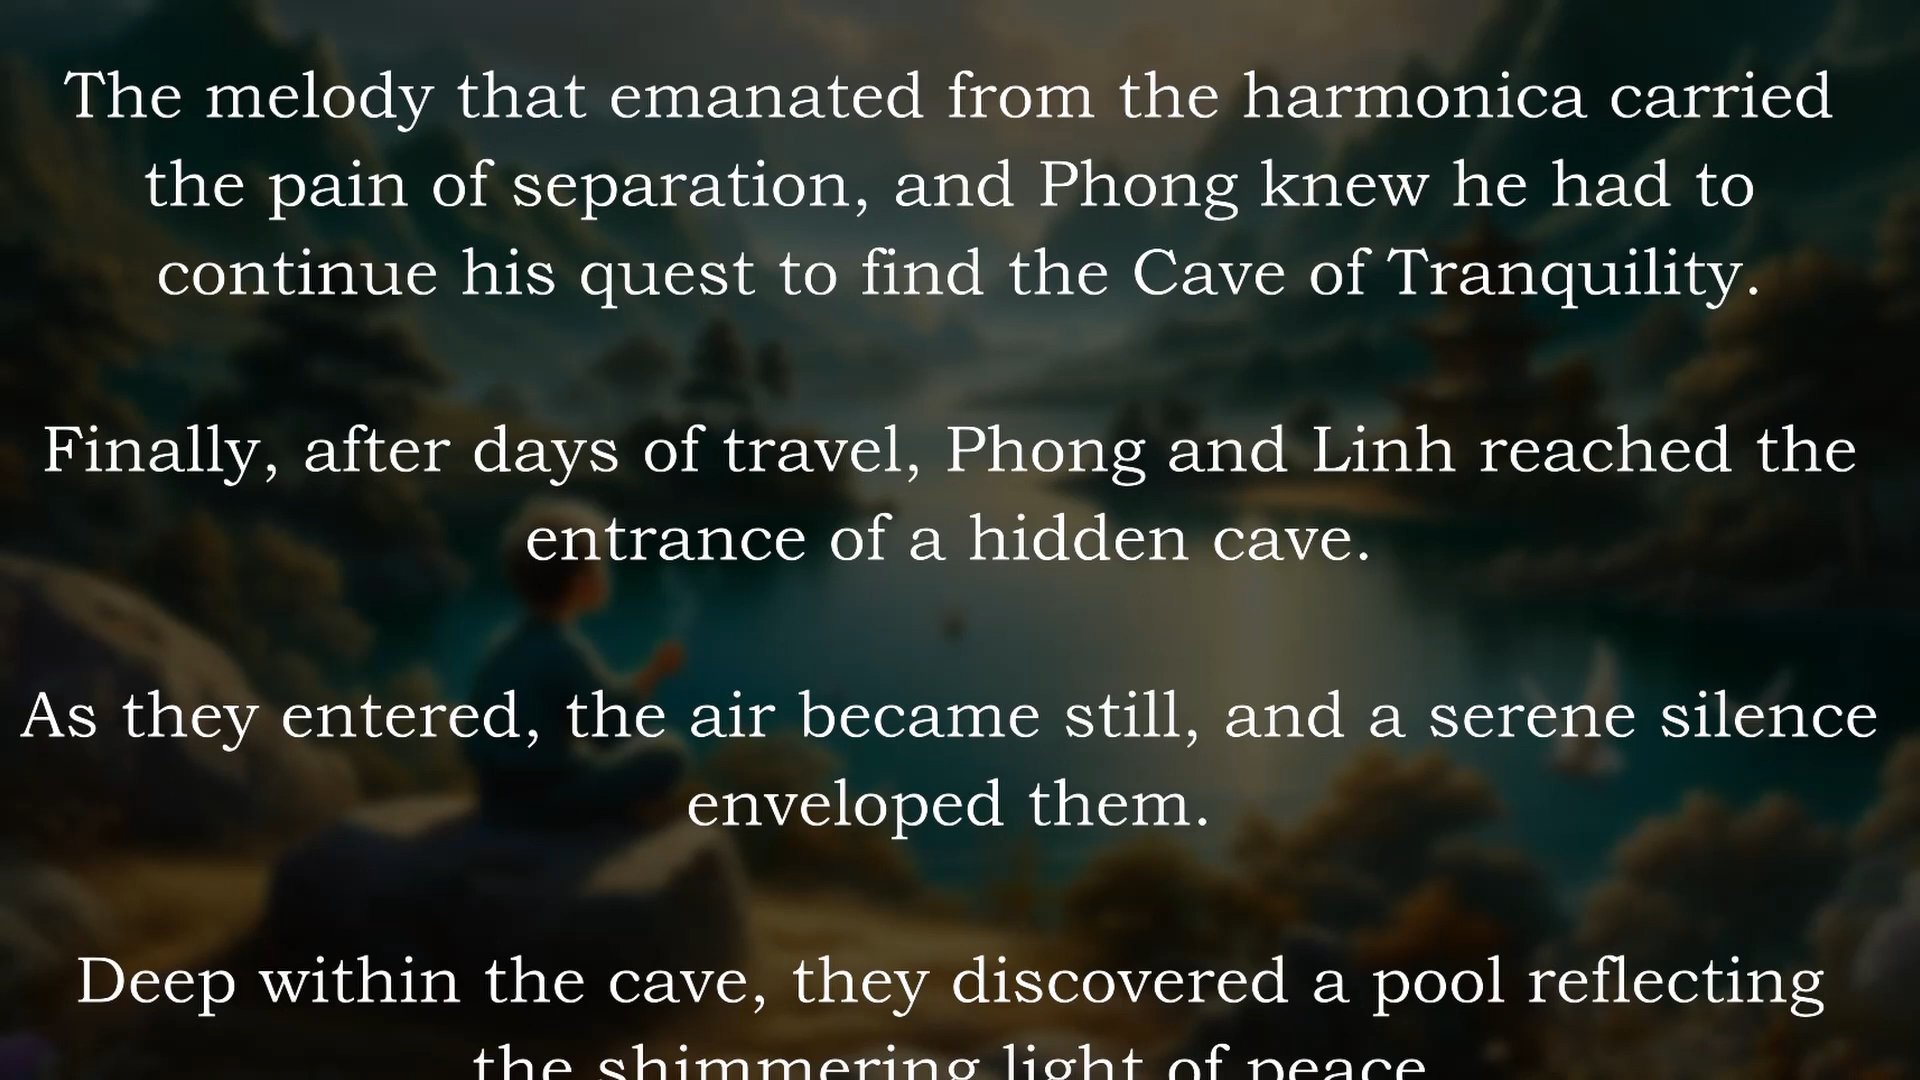 The melody that emanated from the harmonica carried
the pain of separation, and Phong knew he had to
continue his quest to find the Cave of Tranquility.
Finally, after days of travel, Phong and Linh reached the
entrance of a hidden cave.
As they entered, the air became still, and a serene silence
enveloped them.
Deep within the cave, they discovered a pool reflecting
the shimmering light of peace